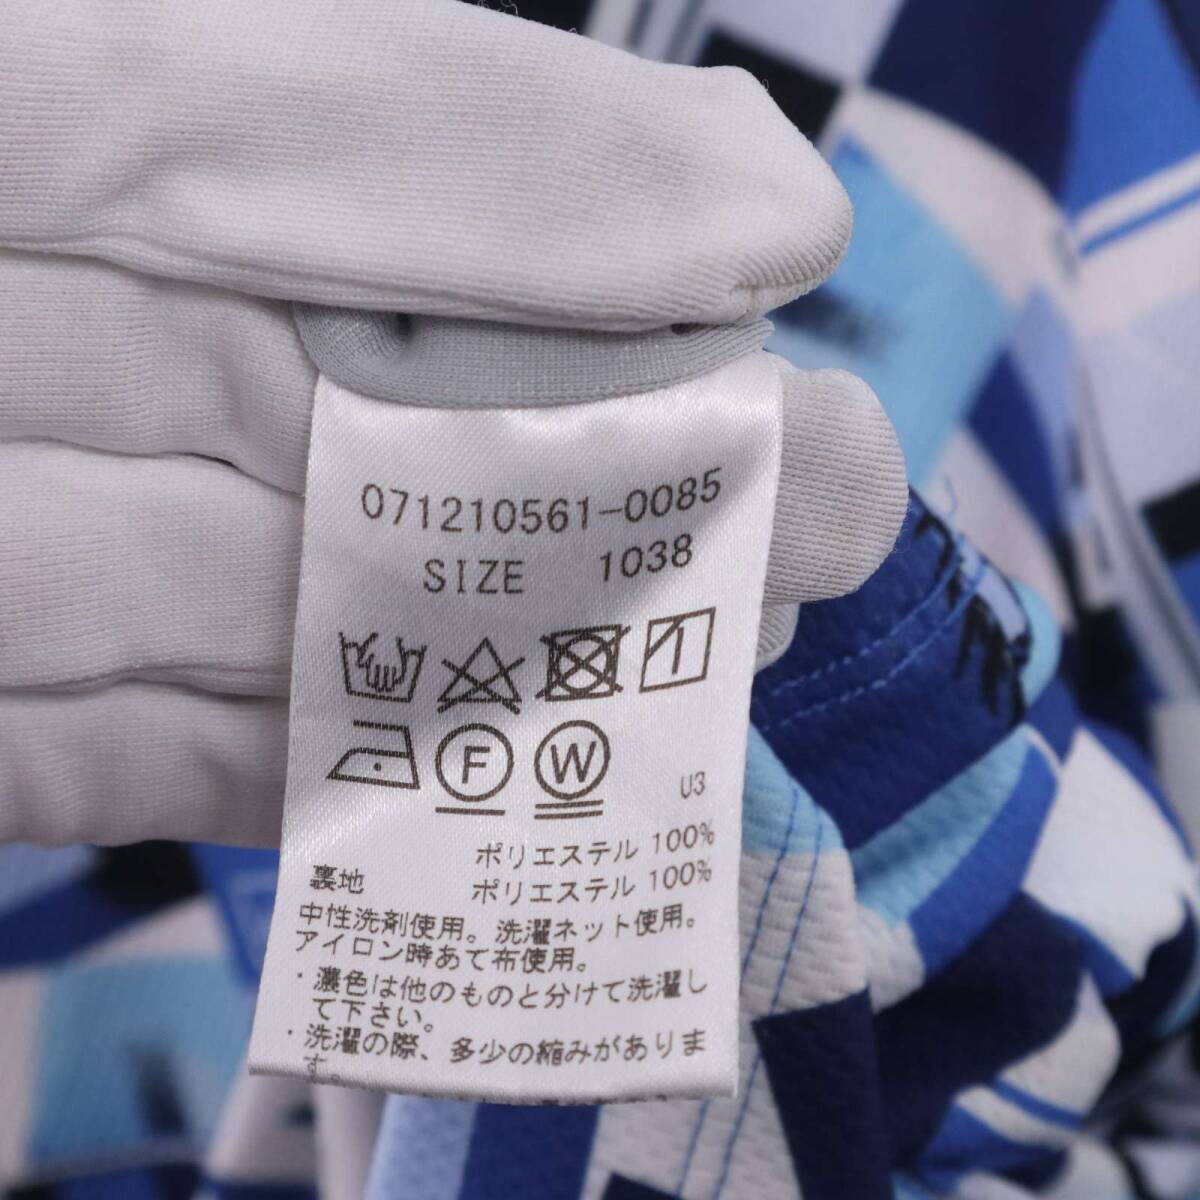 071210561-0085
SIZE 1038
F W
U3
ポリエステル 100%
裏地 ポリエステル 100%
中性洗剤使用。洗濯ネット使用。
アイロン時あて布使用。
・濃色は他のものと分けて洗濯し
て下さい。
・洗濯の際、多少の縮みがありま
す。